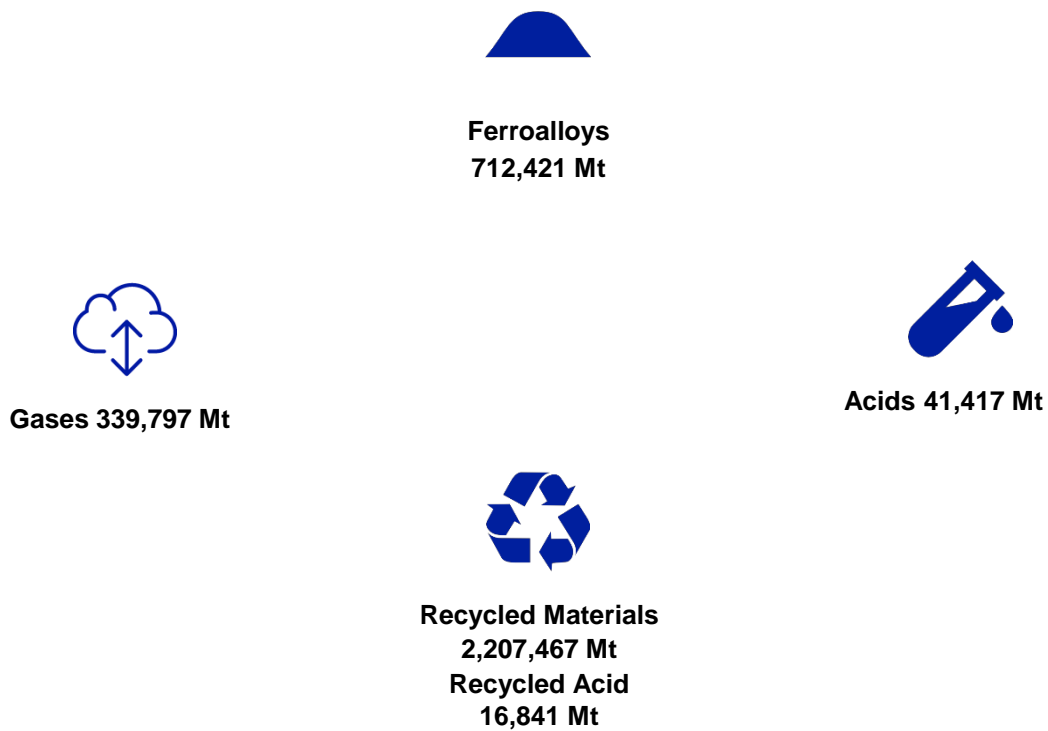 Ferroalloys
712,421 Mt
Gases 339,797 Mt
Acids 41,417 Mt
Recycled Materials
2,207,467 Mt
Recycled Acid
16,841 Mt